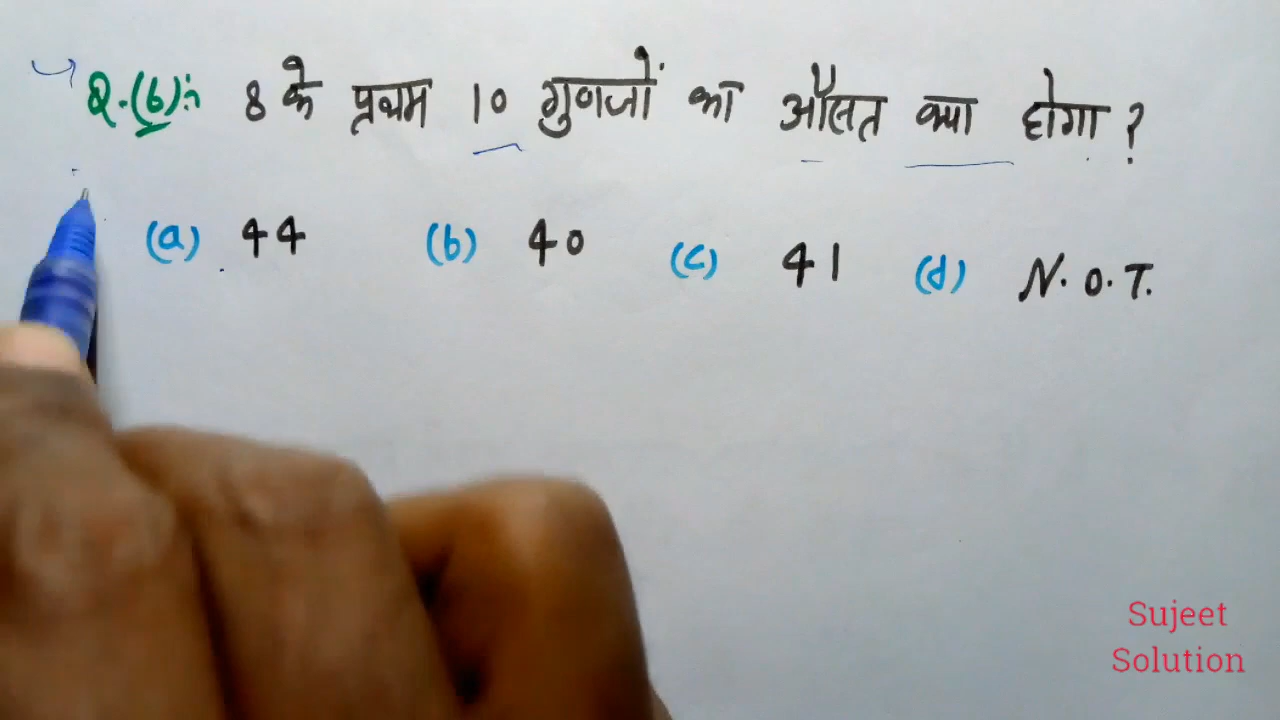 Q.(6):- 8 के प्रथम 10 गुणजों का औसत क्या होगा ?
(a) 44 (b) 40 (c) 41 (d) N.O.T.
Sujeet
Solution